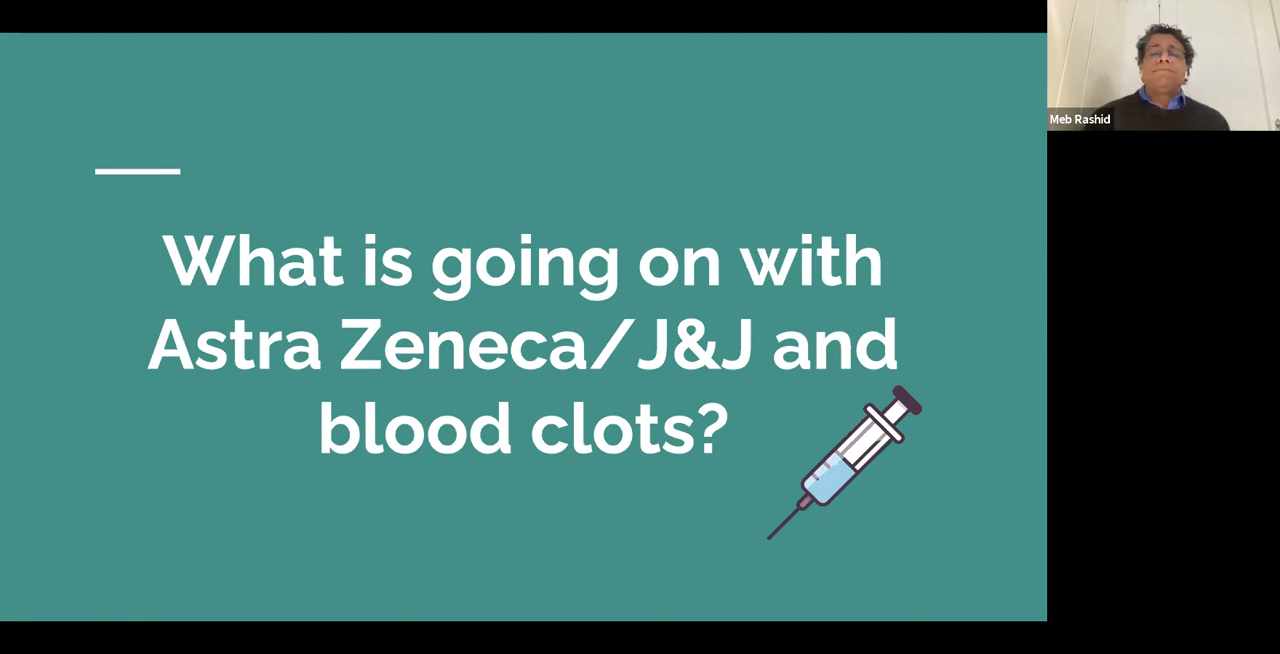 What is going on with
Astra Zeneca/J&J and
blood clots?
Meb Rashid